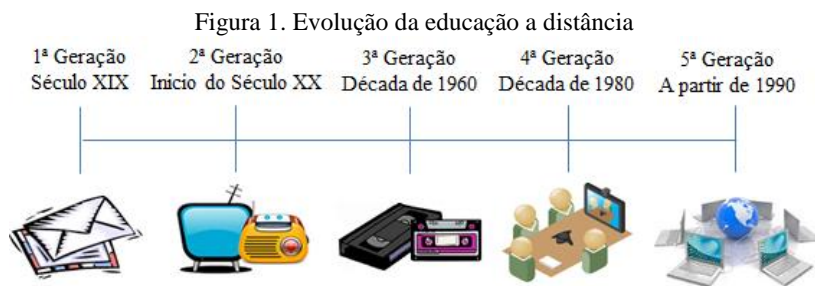 Figura 1. Evolução da educação a distância
1ª Geração
Século XIX
2ª Geração
Inicio do Século XX
3ª Geração
Década de 1960
4ª Geração
Década de 1980
5ª Geração
A partir de 1990